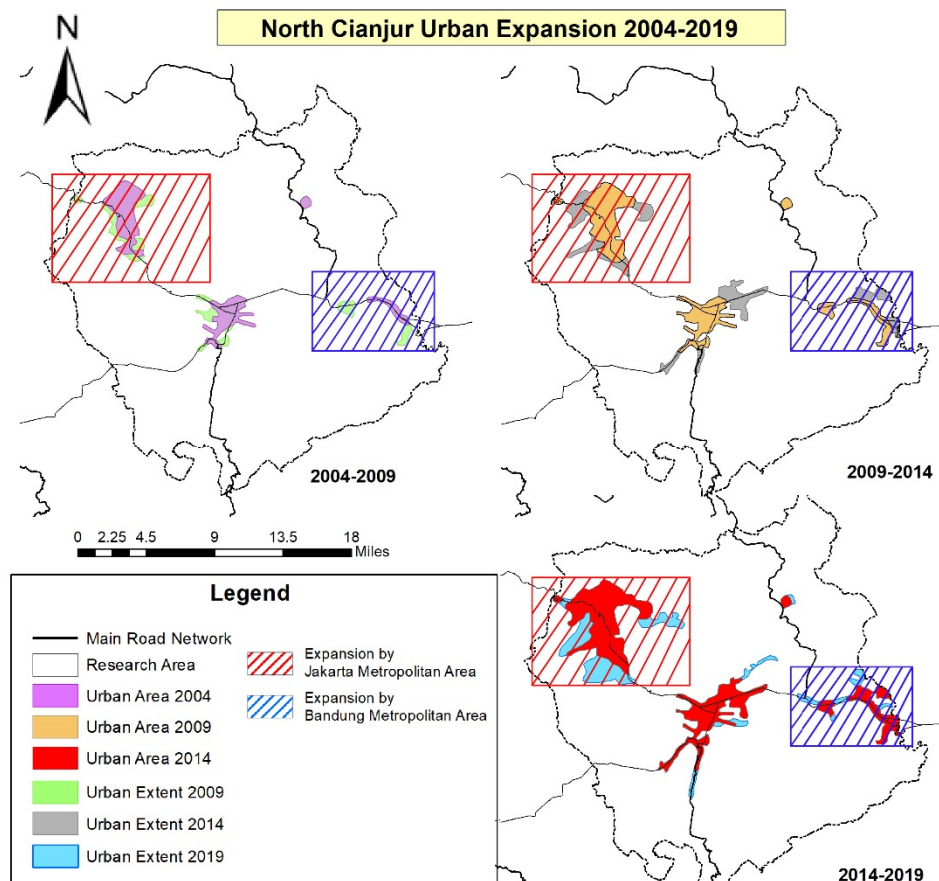 North Cianjur Urban Expansion 2004-2019
N
2004-2009
2009-2014
0 2.25 4.5 9 13.5 18
Miles
Legend
Main Road Network
Research Area
Urban Area 2004
Urban Area 2009
Urban Area 2014
Urban Extent 2009
Urban Extent 2014
Urban Extent 2019
Expansion by
Jakarta Metropolitan Area
Expansion by
Bandung Metropolitan Area
2014-2019